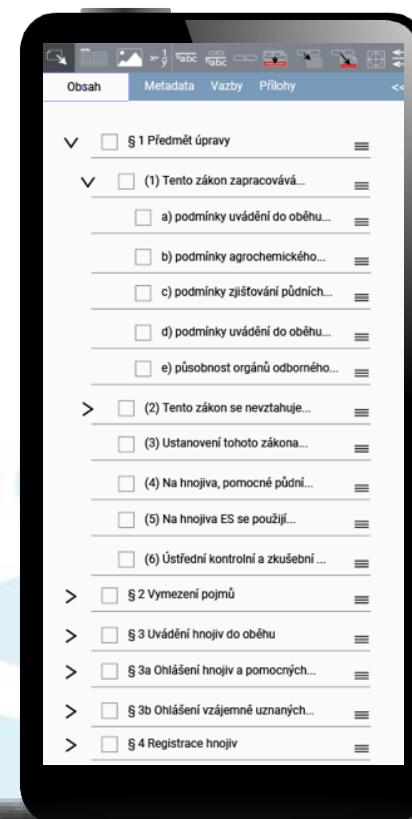 x- 1/ȳ abc abc
Obsah Metadata Vazby Přílohy <<
§ 1 Předmět úpravy
(1) Tento zákon zapracovává...
a) podmínky uvádění do oběhu...
b) podmínky agrochemického...
c) podmínky zjišťování půdních...
d) podmínky uvádění do oběhu...
e) působnost orgánů odborného...
(2) Tento zákon se nevztahuje...
(3) Ustanovení tohoto zákona...
(4) Na hnojiva, pomocné půdní...
(5) Na hnojiva ES se použijí...
(6) Ústřední kontrolní a zkušební ...
§ 2 Vymezení pojmů
§ 3 Uvádění hnojiv do oběhu
§ 3a Ohlášení hnojiv a pomocných...
§ 3b Ohlášení vzájemně uznaných...
§ 4 Registrace hnojiv